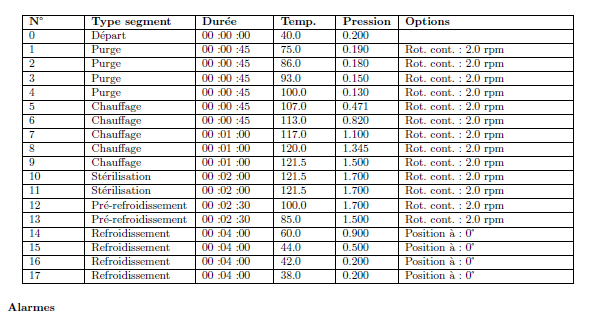 N° Type segment Durée Temp. Pression Options
0 Départ 00 :00 :00 40.0 0.200
1 Purge 00 :00 :45 75.0 0.190 Rot. cont. : 2.0 rpm
2 Purge 00 :00 :45 86.0 0.180 Rot. cont. : 2.0 rpm
3 Purge 00 :00 :45 93.0 0.150 Rot. cont. : 2.0 rpm
4 Purge 00 :00 :45 100.0 0.130 Rot. cont. : 2.0 rpm
5 Chauffage 00 :00 :45 107.0 0.471 Rot. cont. : 2.0 rpm
6 Chauffage 00 :00 :45 113.0 0.820 Rot. cont. : 2.0 rpm
7 Chauffage 00 :01 :00 117.0 1.100 Rot. cont. : 2.0 rpm
8 Chauffage 00 :01 :00 120.0 1.345 Rot. cont. : 2.0 rpm
9 Chauffage 00 :01 :00 121.5 1.500 Rot. cont. : 2.0 rpm
10 Stérilisation 00 :02 :00 121.5 1.700 Rot. cont. : 2.0 rpm
11 Stérilisation 00 :02 :00 121.5 1.700 Rot. cont. : 2.0 rpm
12 Pré-refroidissement 00 :02 :30 100.0 1.700 Rot. cont. : 2.0 rpm
13 Pré-refroidissement 00 :02 :30 85.0 1.500 Rot. cont. : 2.0 rpm
14 Refroidissement 00 :04 :00 60.0 0.900 Position à : 0°
15 Refroidissement 00 :04 :00 44.0 0.500 Position à : 0°
16 Refroidissement 00 :04 :00 42.0 0.200 Position à : 0°
17 Refroidissement 00 :04 :00 38.0 0.200 Position à : 0°
Alarmes